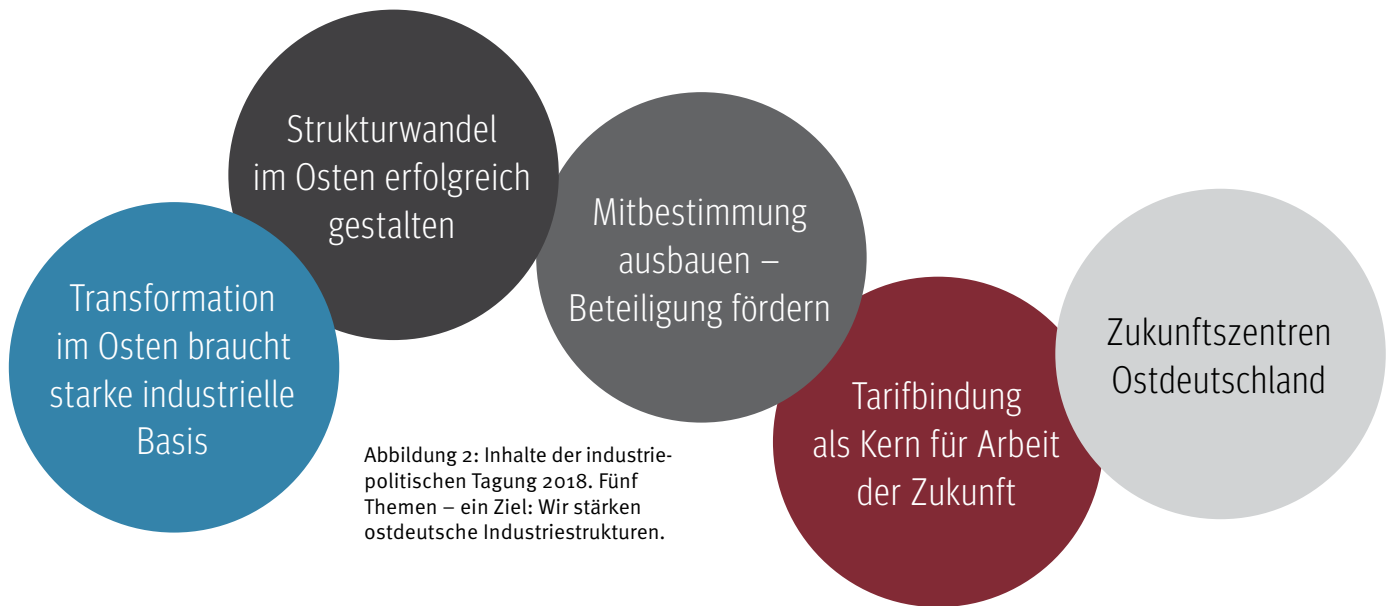 Strukturwandel
im Osten erfolgreich
gestalten
Mitbestimmung
ausbauen –
Beteiligung fördern
Transformation
im Osten braucht
starke industrielle
Basis
Zukunftszentren
Ostdeutschland
Tarifbindung
als Kern für Arbeit
der Zukunft
Abbildung 2: Inhalte der industrie-
politischen Tagung 2018. Fünf
Themen – ein Ziel: Wir stärken
ostdeutsche Industriestrukturen.